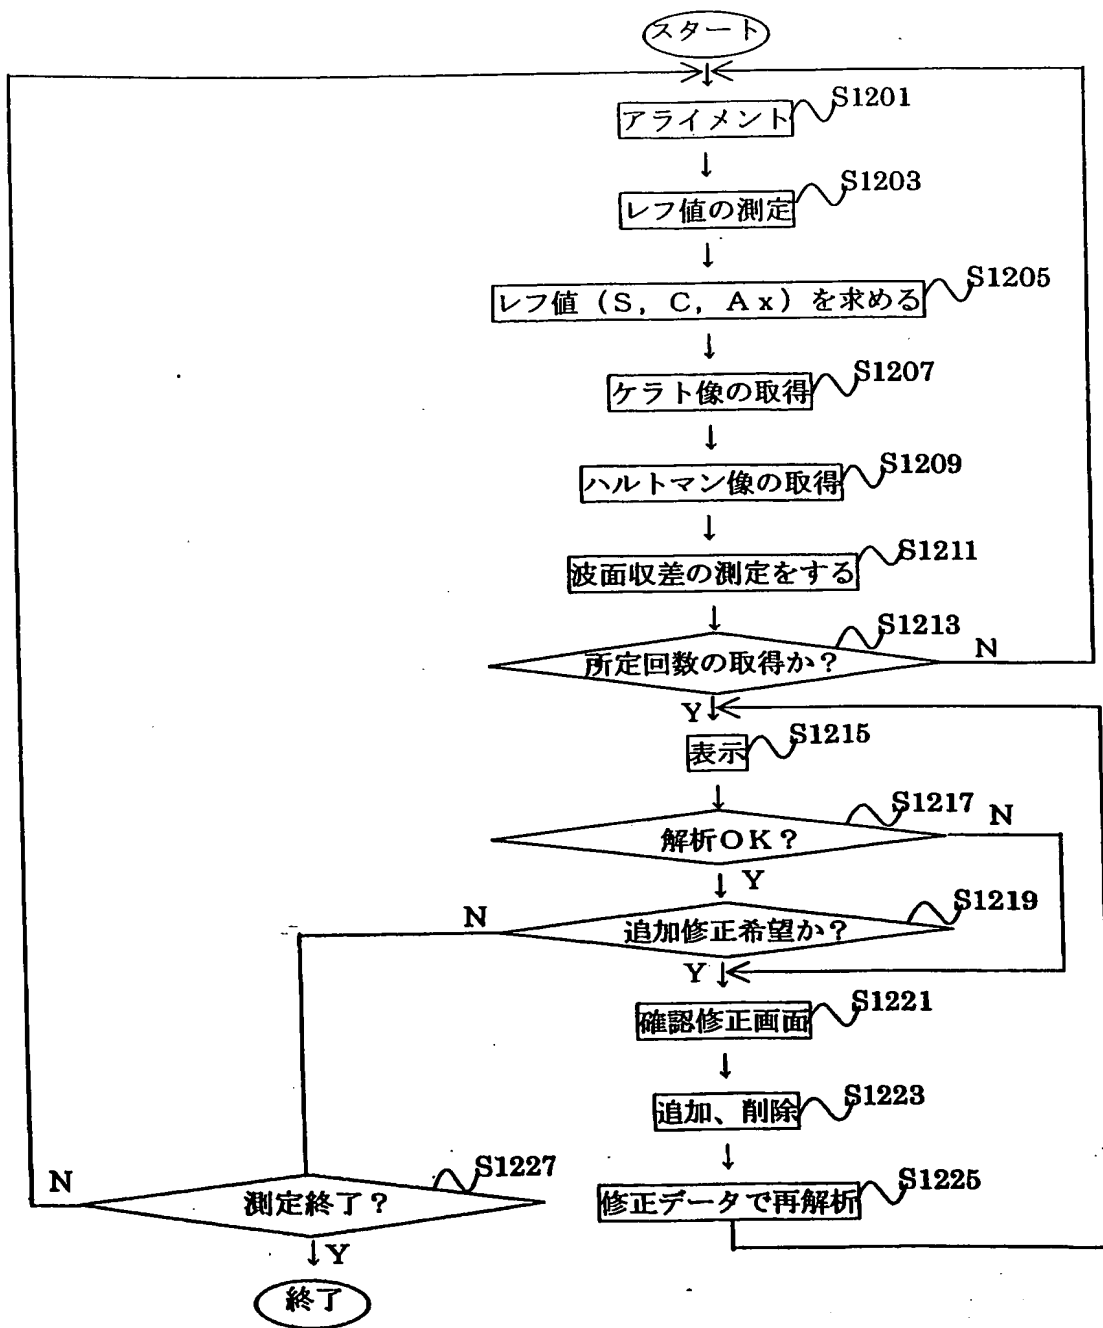 スタート
アライメント
S1201
レフ値の測定
S1203
レフ値(S,C,Ax)を求める
S1205
ケラト像の取得
S1207
ハルトマン像の取得
S1209
波面収差の測定をする
S1211
所定回数の取得か?
S1213
N
Y
表示
S1215
解析OK?
S1217
N
Y
追加修正希望か?
S1219
N
Y
確認修正画面
S1221
追加、削除
S1223
修正データで再解析
S1225
測定終了?
S1227
N
Y
終了